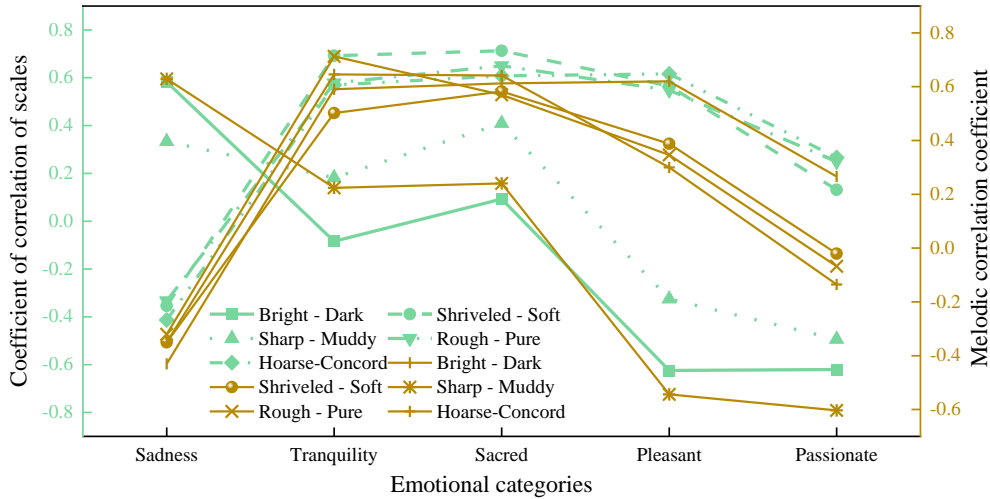 Coefficient of correlation of scales
0.8
0.6
0.4
0.2
0.0
-0.2
-0.4
-0.6
-0.8
Bright - Dark
Shriveled - Soft
Sharp - Muddy
Rough - Pure
Hoarse-Concord
Bright - Dark
Shriveled - Soft
Sharp - Muddy
Rough - Pure
Hoarse-Concord
0.8
0.6
0.4
0.2
0.0
-0.2
-0.4
-0.6
Melodic correlation coefficient
Sadness
Tranquility
Sacred
Pleasant
Passionate
Emotional categories